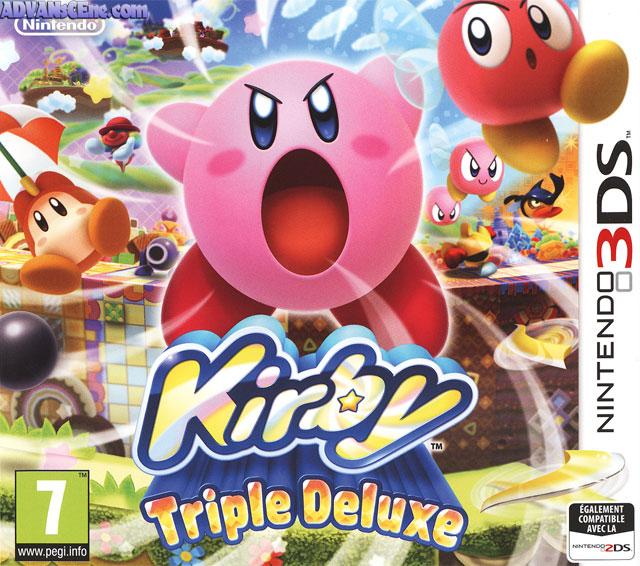 ADVANSCEne.com
Nintendo
NINTENDO 3DS
Kirby
TM
Triple Deluxe
7
TM
www.pegi.info
ÉGALEMENT
COMPATIBLE
AVEC LA
NINTENDO 2DS